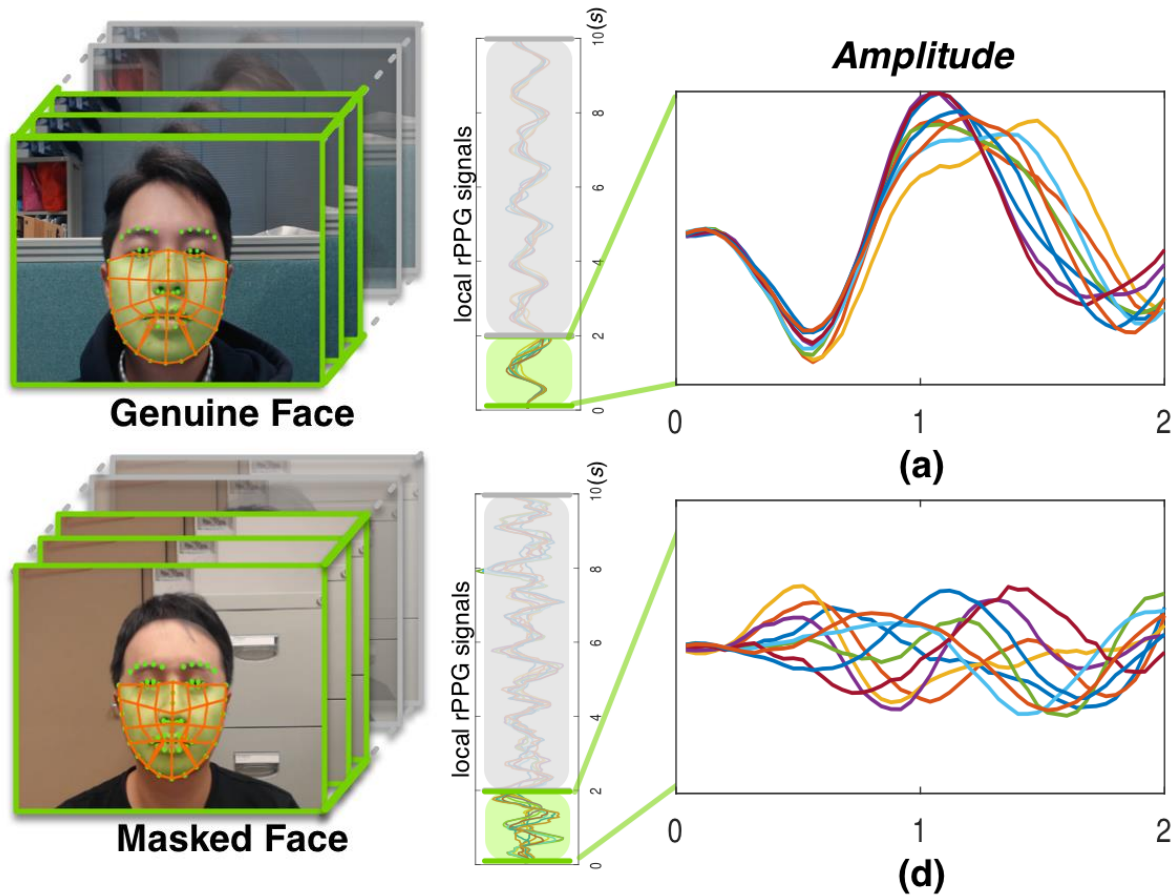 Amplitude
local rPPG signals
0 2 4 6 8 10(s)
0 1 2
Genuine Face
(a)
local rPPG signals
0 2 4 6 8 10(s)
0 1 2
Masked Face
(d)